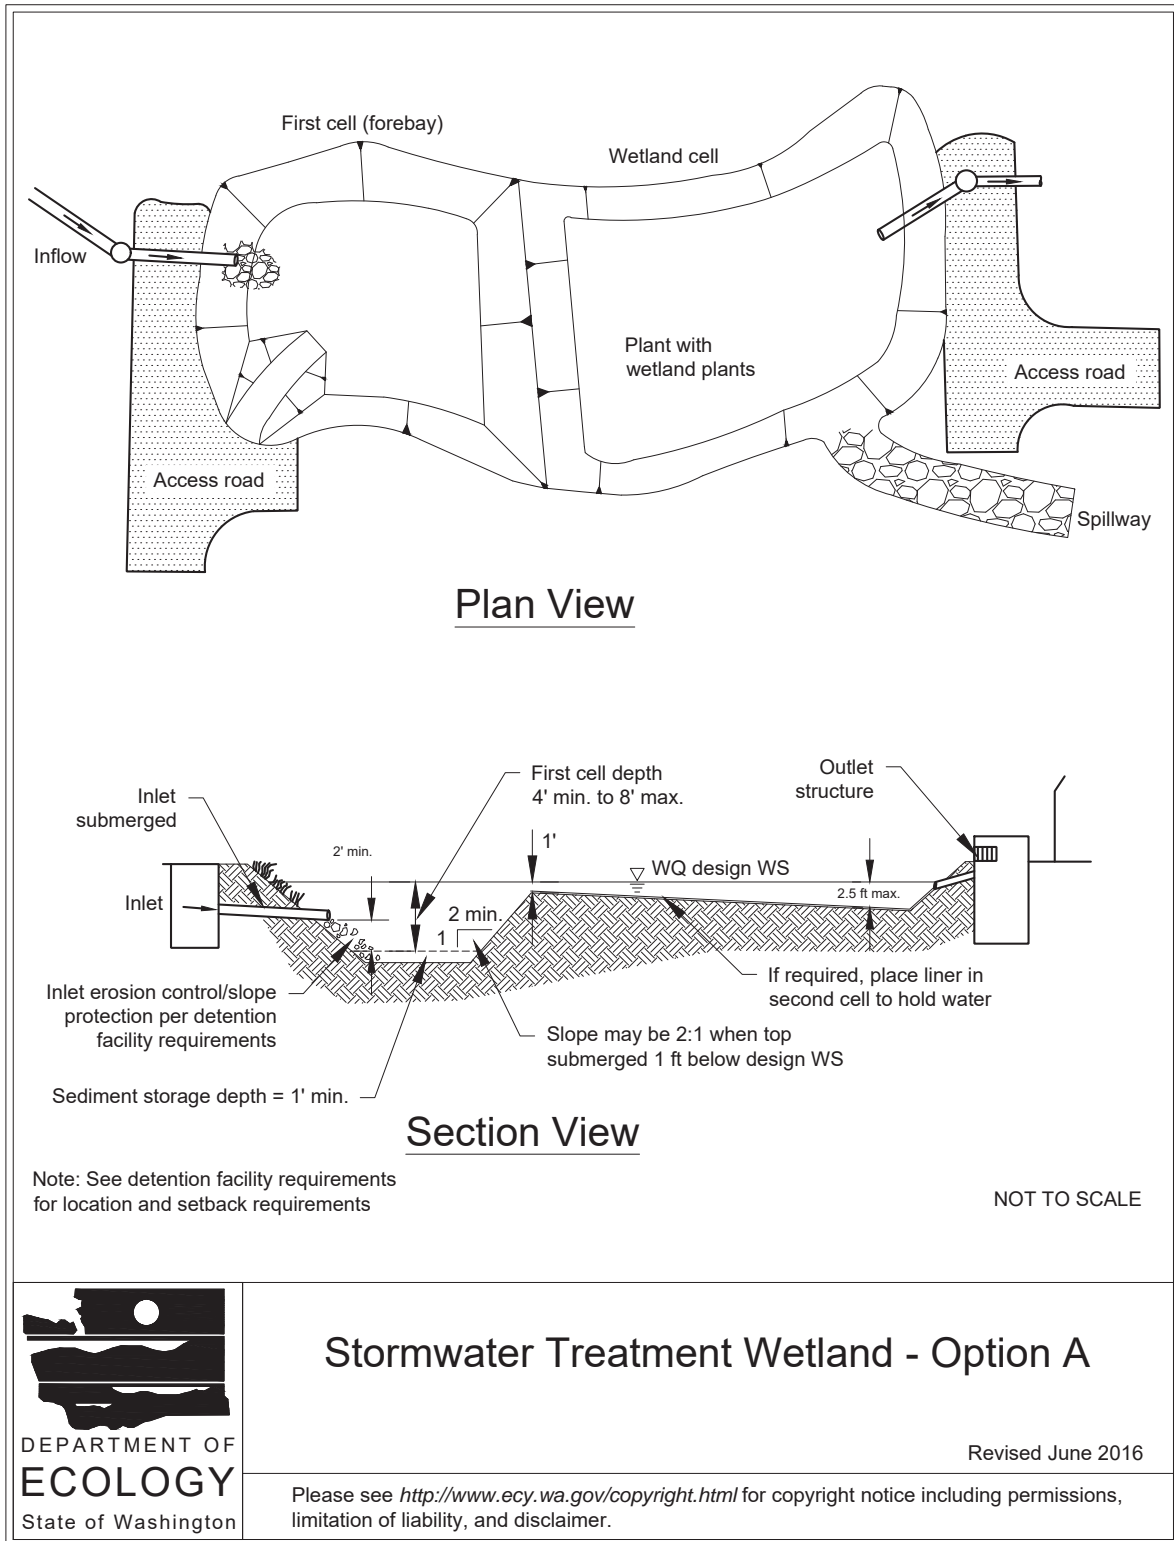 First cell (forebay)
Wetland cell
Inflow
Plant with
wetland plants
Access road
Access road
Spillway
Plan View
First cell depth
4' min. to 8' max.
Outlet
structure
Inlet
submerged
2' min.
1'
WQ design WS
2.5 ft max.
Inlet
2 min.
1
If required, place liner in
second cell to hold water
Inlet erosion control/slope
protection per detention
facility requirements
Slope may be 2:1 when top
submerged 1 ft below design WS
Sediment storage depth = 1' min.
Section View
Note: See detention facility requirements
for location and setback requirements
NOT TO SCALE
DEPARTMENT OF
ECOLOGY
State of Washington
Stormwater Treatment Wetland - Option A
Revised June 2016
Please see http://www.ecy.wa.gov/copyright.html for copyright notice including permissions,
limitation of liability, and disclaimer.